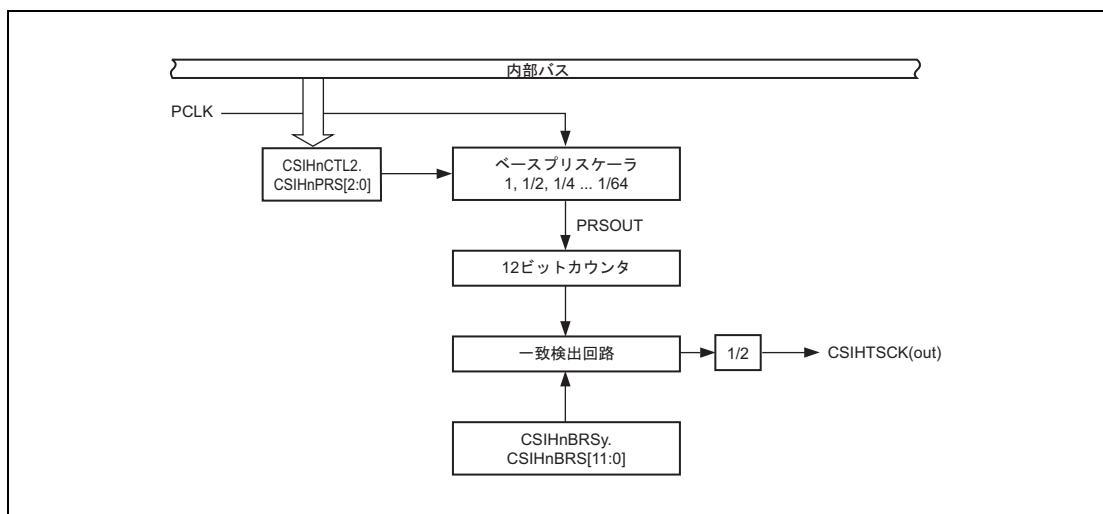 内部バス
PCLK
CSIHnCTL2.
CSIHnPRS[2:0]
ベースプリスケーラ
1, 1/2, 1/4 ... 1/64
PRSOUT
12ビットカウンタ
一致検出回路
1/2
CSIHTSCK(out)
CSIHnBRSy.
CSIHnBRS[11:0]